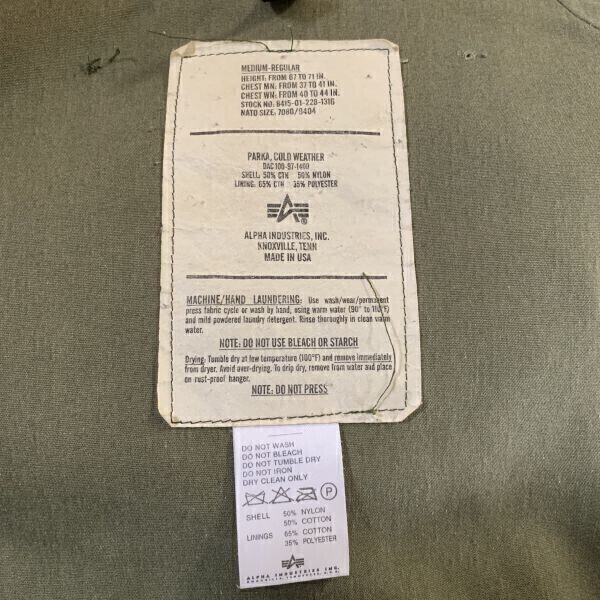 MEDIUM-REGULAR
HEIGHT: FROM 67 TO 71 IN.
CHEST MN: FROM 37 TO 41 IN.
CHEST WN: FROM 40 TO 44 IN.
STOCK NO: 8415-01-228-1316
NATO SIZE: 7080/9404
PARKA, COLD WEATHER
SHELL: 50% CTN 50% NYLON
LINING: 65% CTN 35% POLYESTER
ALPHA INDUSTRIES, INC.
KNOXVILLE, TENN
MADE IN USA
MACHINE/HAND LAUNDERING: Use wash/wear/permanent
press fabric cycle or wash by hand, using warm water (90° to 110°F)
and mild powdered laundry detergent. Rinse thoroughly in clean warm
water.
NOTE: DO NOT USE BLEACH OR STARCH
Drying: Tumble dry at low temperature (100°F) and remove immediately
from dryer. Avoid over-drying. To drip dry, remove from water and place
on rust-proof hanger.
NOTE: DO NOT PRESS
DO NOT WASH
DO NOT BLEACH
DO NOT TUMBLE DRY
DO NOT IRON
DRY CLEAN ONLY
P
SHELL 50% NYLON
50% COTTON
LININGS 65% COTTON
35% POLYESTER
ALPHA INDUSTRIES INC.